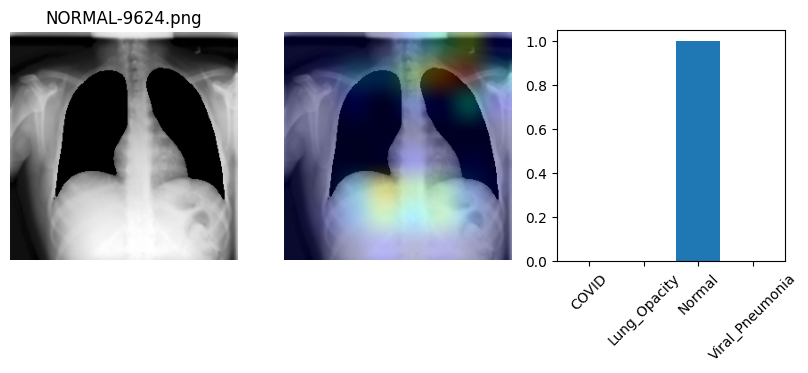 NORMAL-9624.png
1.0
0.8
0.6
0.4
0.2
0.0
COVID
Lung_Opacity
Normal
Viral_Pneumonia